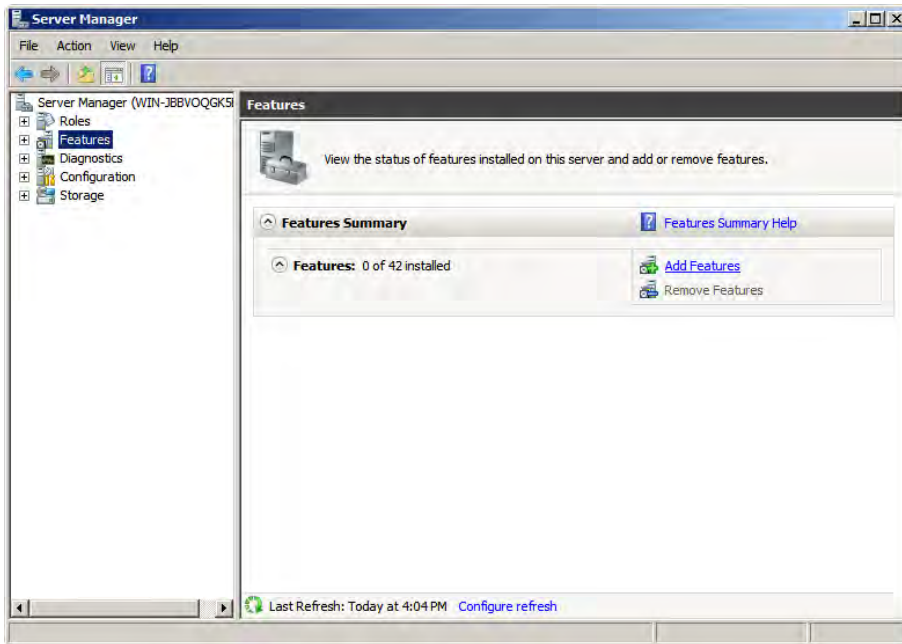 Server Manager
File Action View Help
Server Manager (WIN-JBBVOQGK5I
Roles
Features
Diagnostics
Configuration
Storage
Features
View the status of features installed on this server and add or remove features.
Features Summary
Features Summary Help
Features: 0 of 42 installed
Add Features
Remove Features
Last Refresh: Today at 4:04 PM Configure refresh